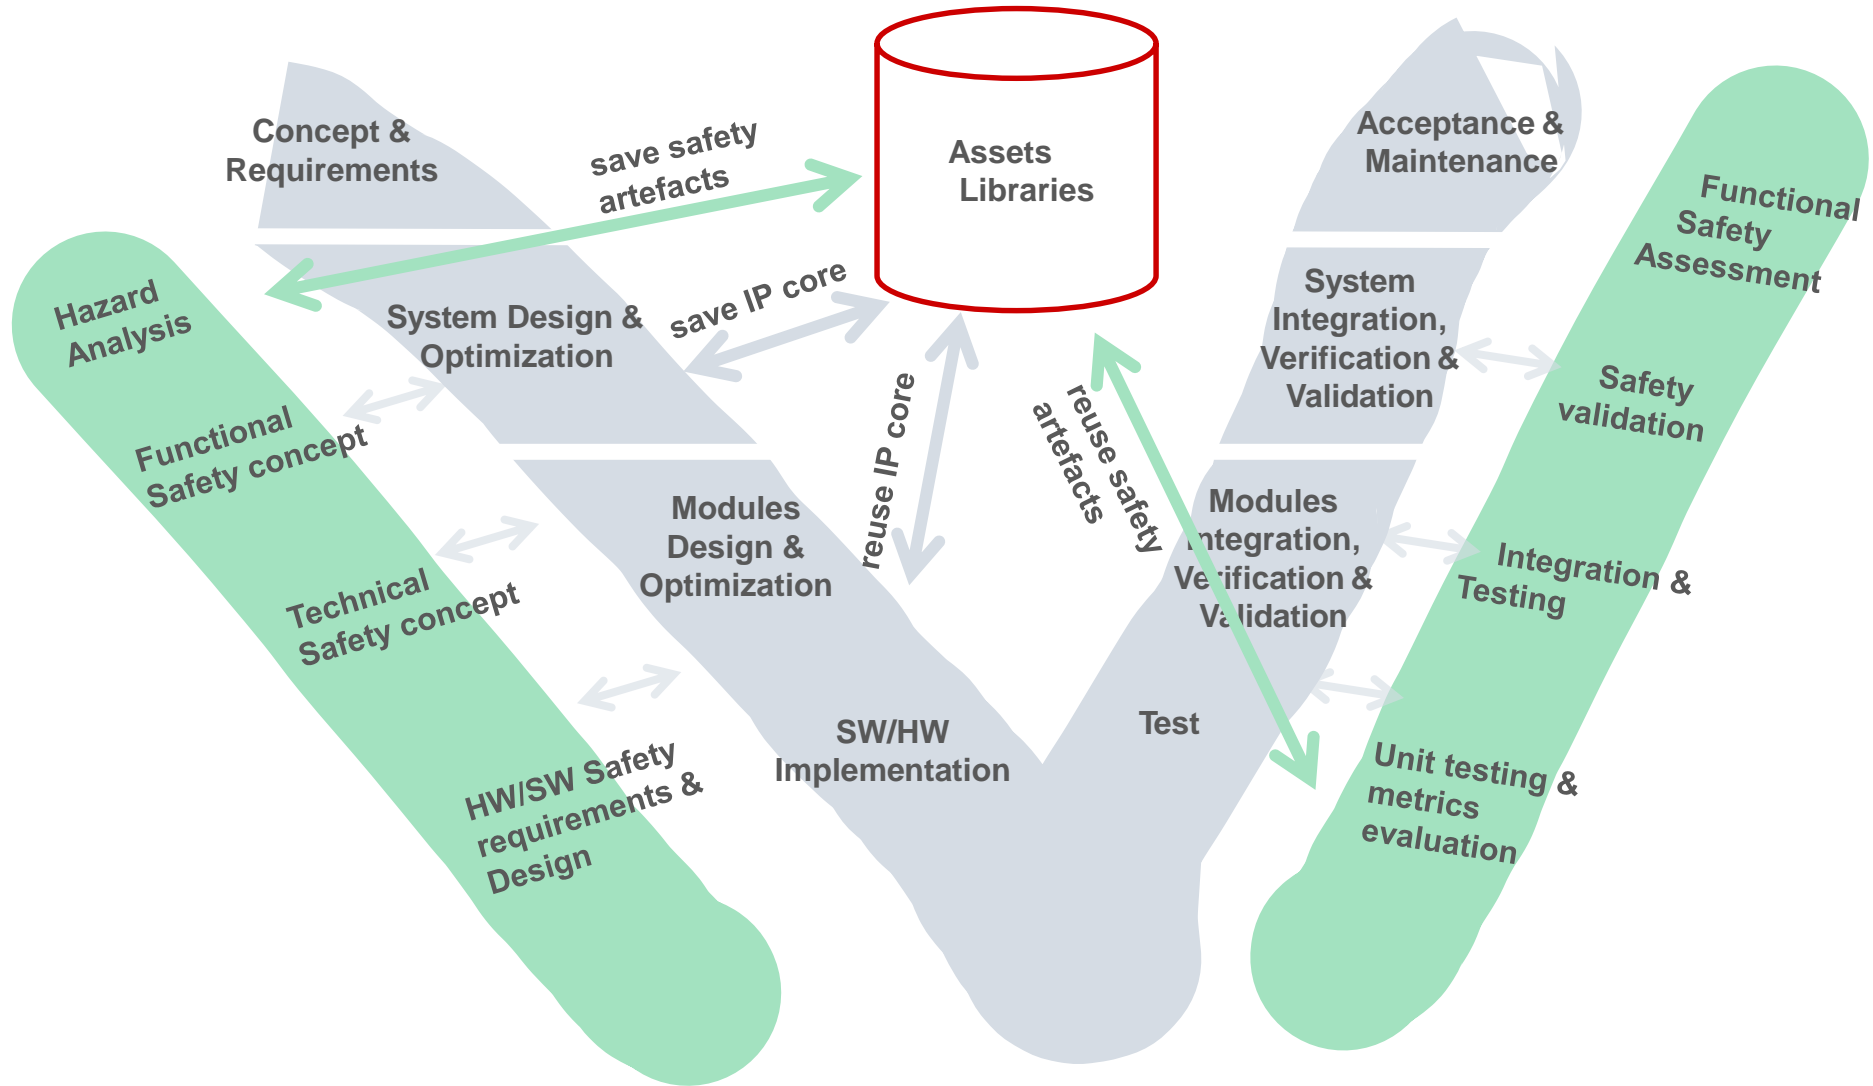 Concept &
Requirements
save safety
artefacts
Assets
Libraries
Acceptance &
Maintenance
Functional
Safety
Assessment
Hazard
Analysis
System Design &
Optimization
save IP core
System
Integration,
Verification &
Validation
Safety
validation
Functional
Safety concept
reuse IP core
reuse safety
artefacts
Modules
Design &
Optimization
Modules
Integration,
Verification &
Validation
Integration &
Testing
Technical
Safety concept
SW/HW
Implementation
Test
HW/SW Safety
requirements &
Design
Unit testing &
metrics
evaluation